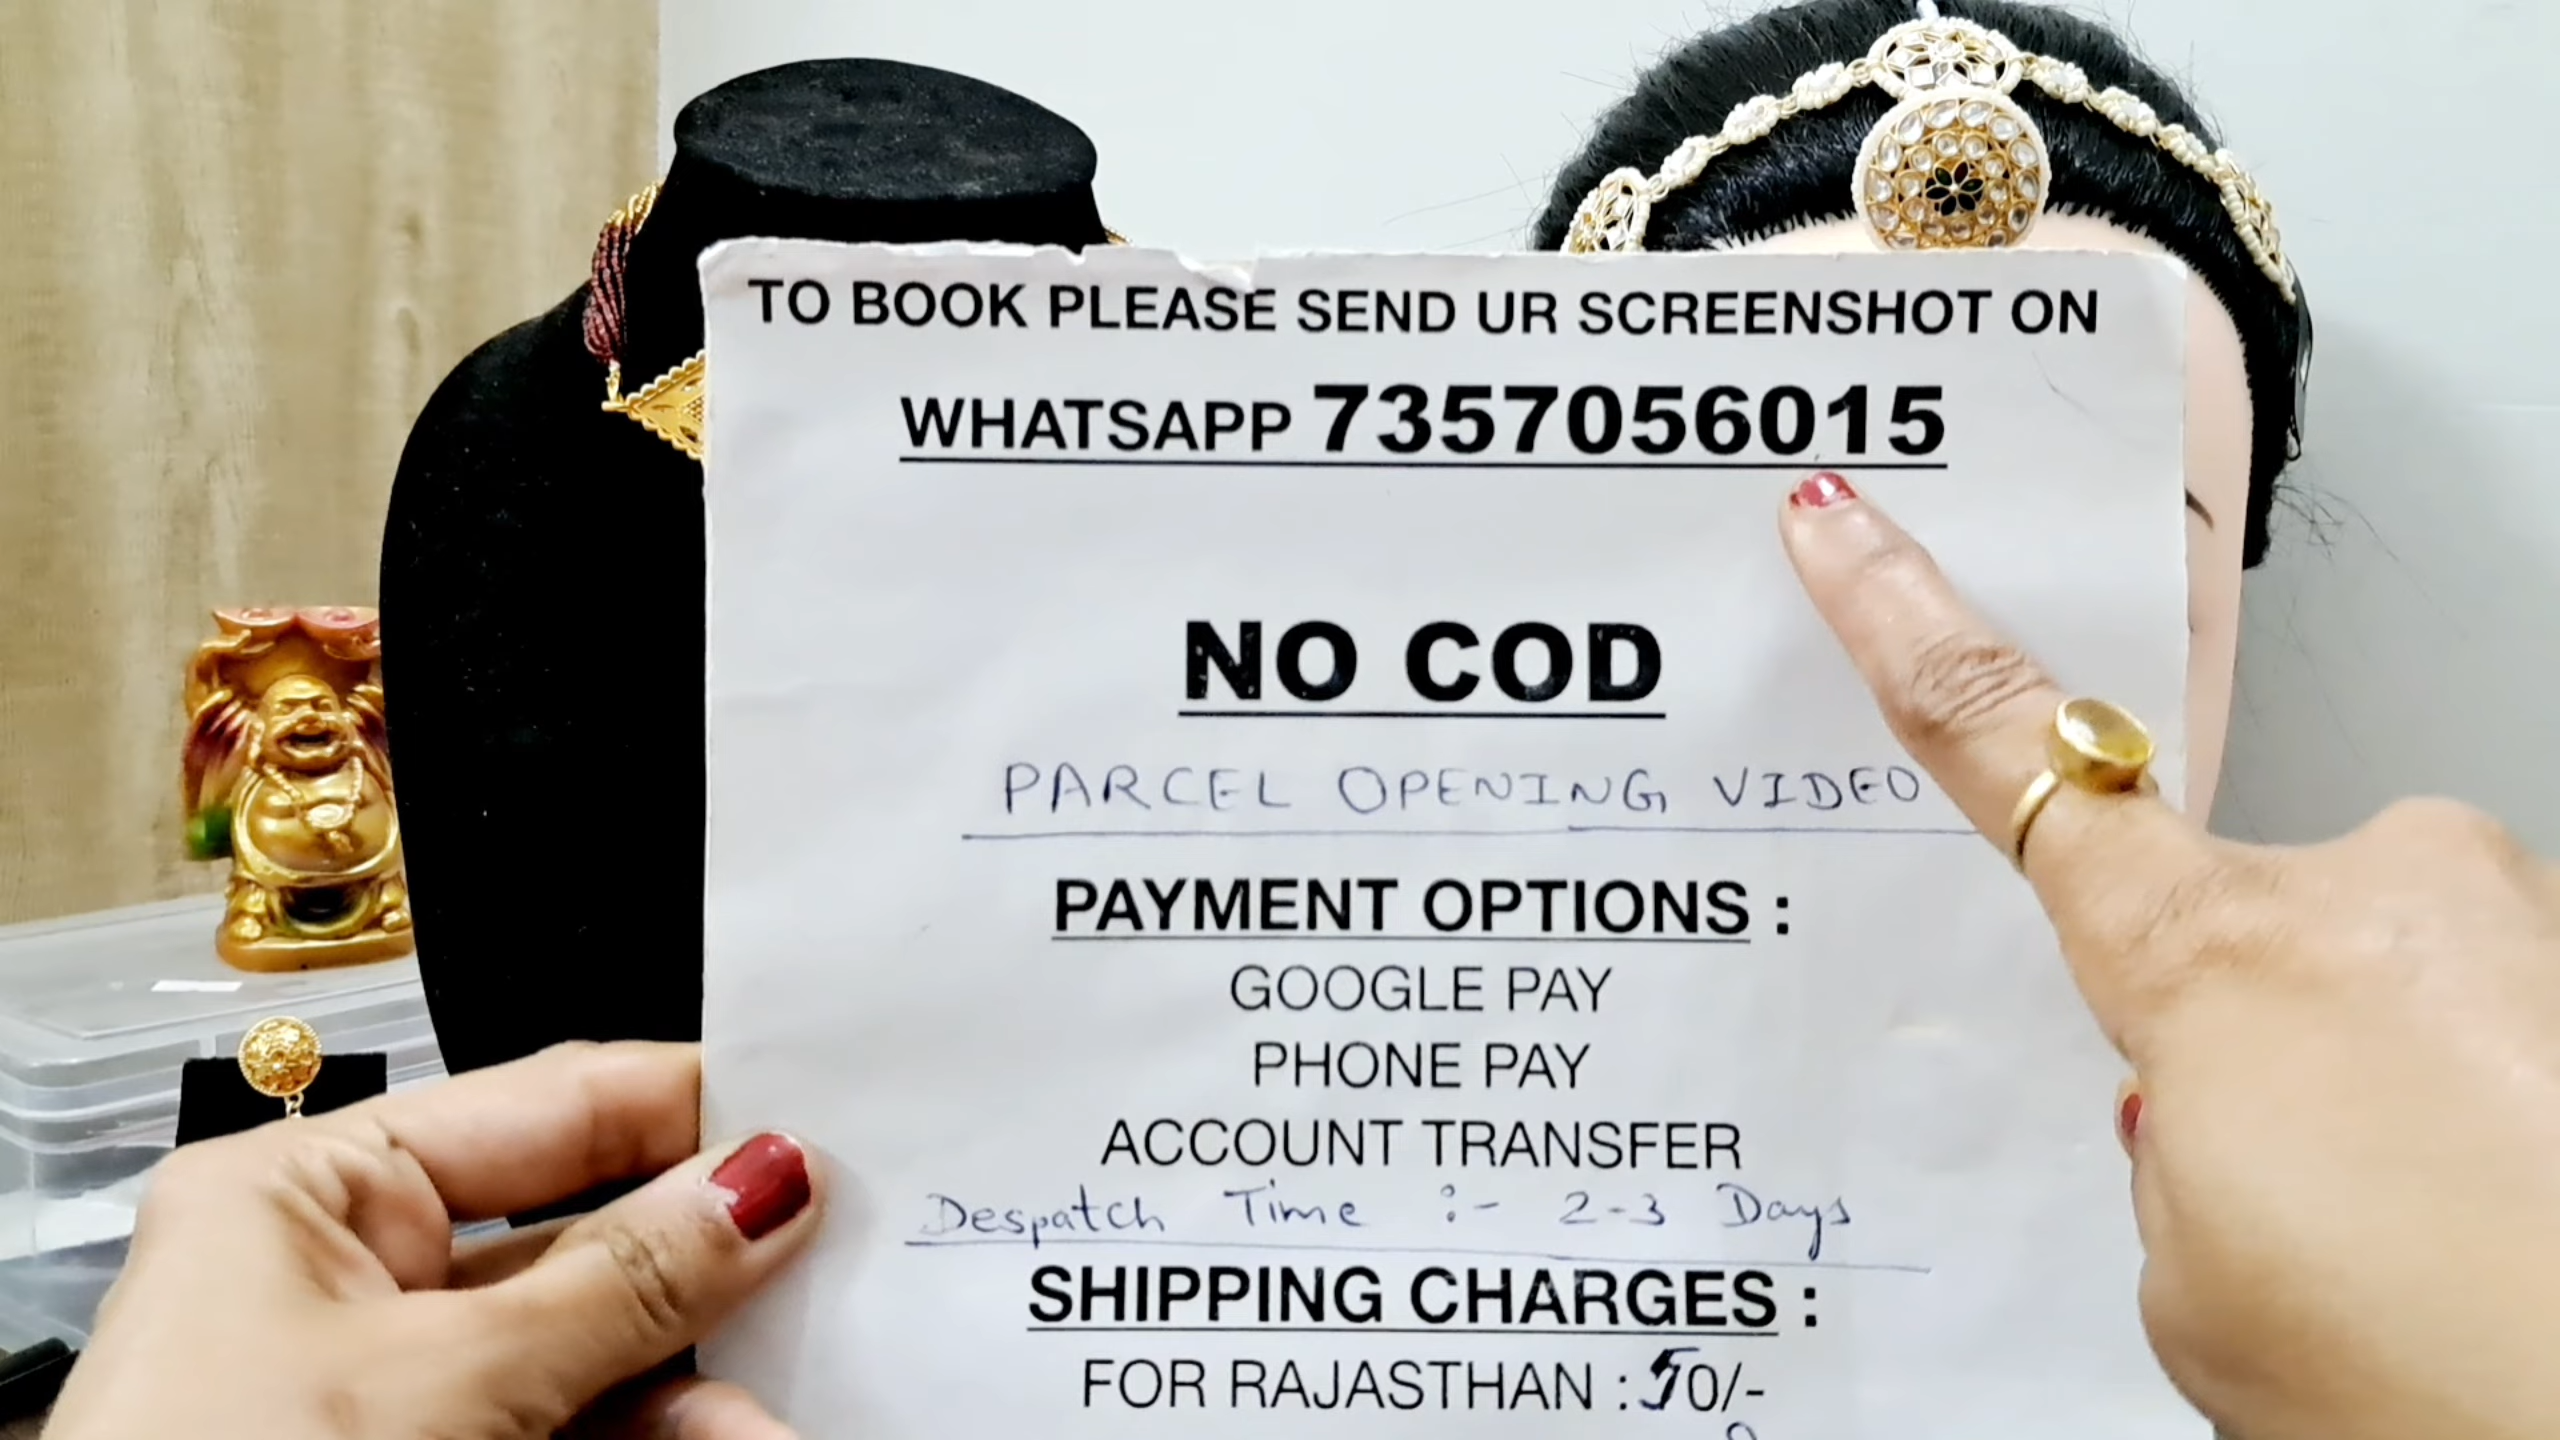 TO BOOK PLEASE SEND UR SCREENSHOT ON
WHATSAPP 7357056015
NO COD
PARCEL OPENING VIDEO
PAYMENT OPTIONS :
GOOGLE PAY
PHONE PAY
ACCOUNT TRANSFER
Despatch Time :- 2-3 Days
SHIPPING CHARGES :
FOR RAJASTHAN : 50/-